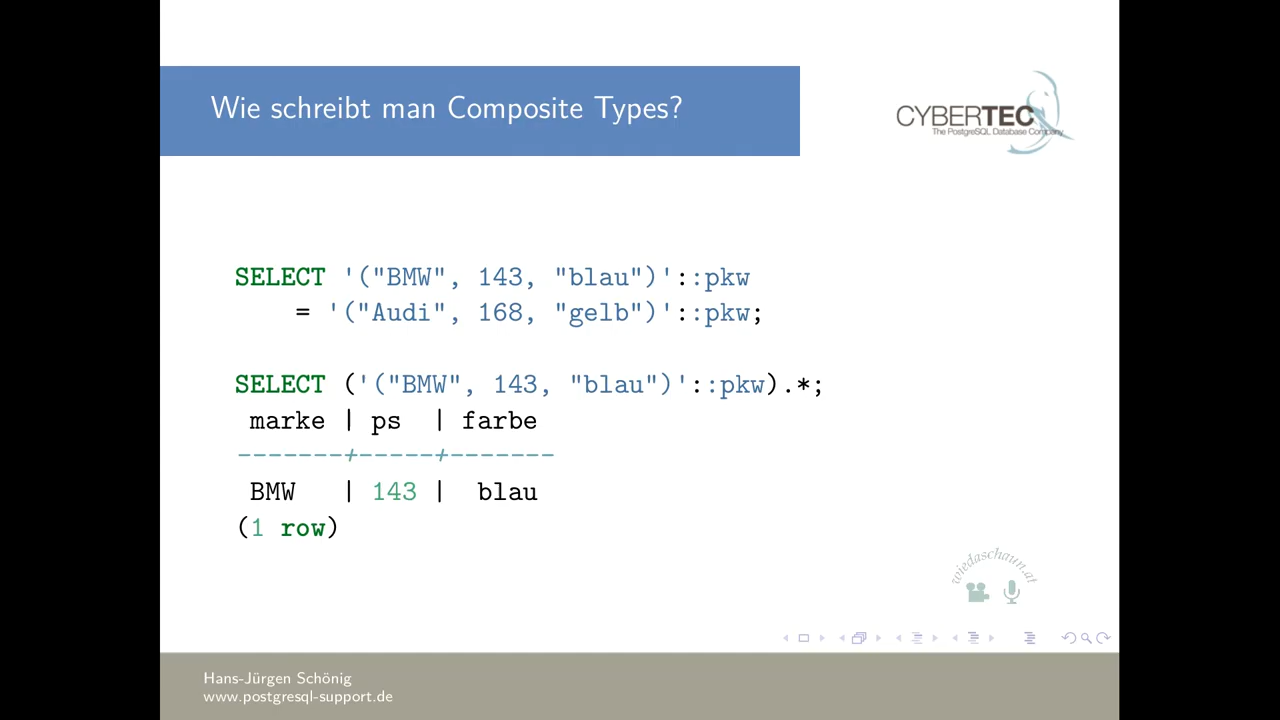 Wie schreibt man Composite Types?
CYBERTEC
The PostgreSQL Database Company
SELECT '("BMW", 143, "blau")'::pkw
    = '("Audi", 168, "gelb")'::pkw;
SELECT ('("BMW", 143, "blau")'::pkw).*;
 marke | ps  | farbe
-------+-----+-------
 BMW   | 143 |  blau
(1 row)
wiedaschaun.at
Hans-Jürgen Schönig
www.postgresql-support.de